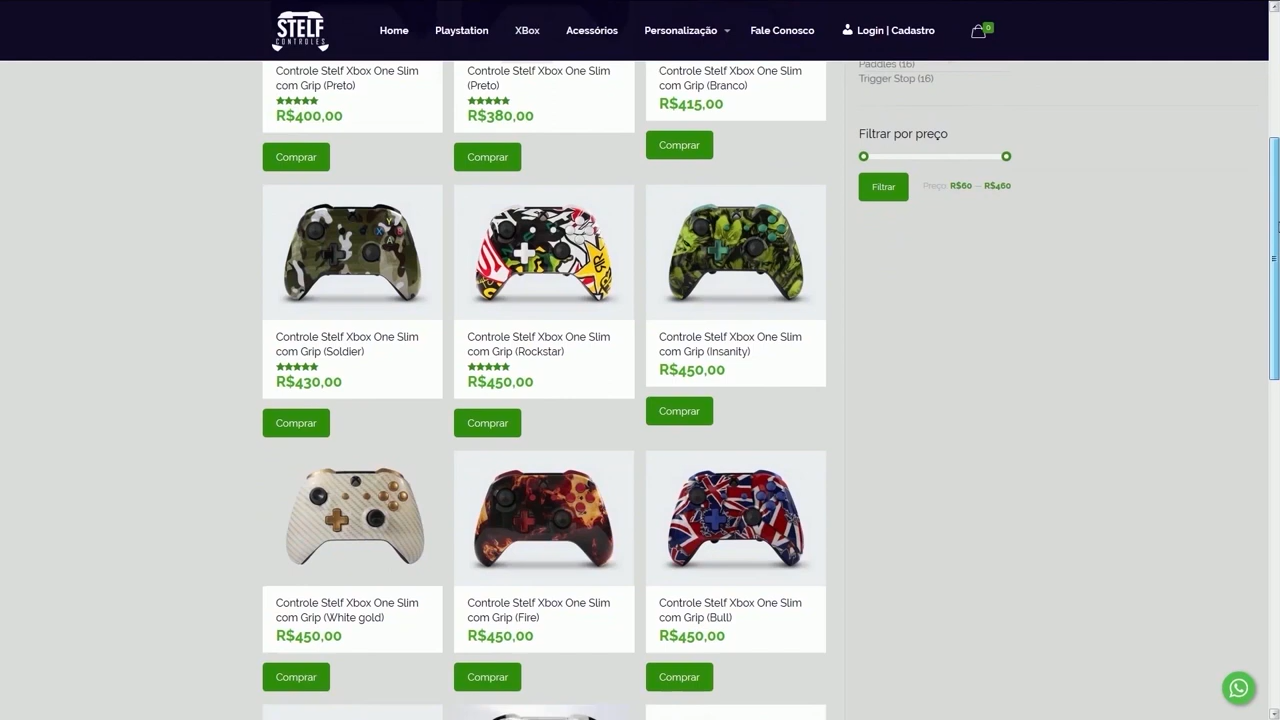 STELF
CONTROLES
Home
Playstation
XBox
Acessórios
Personalização
Fale Conosco
Login | Cadastro
0
Controle Stelf Xbox One Slim
com Grip (Preto)
R$400,00
Comprar
Controle Stelf Xbox One Slim
(Preto)
R$380,00
Comprar
Controle Stelf Xbox One Slim
com Grip (Branco)
R$415,00
Comprar
Paddles (16)
Trigger Stop (16)
Filtrar por preço
Filtrar
Preço: R$60 — R$460
Controle Stelf Xbox One Slim
com Grip (Soldier)
R$430,00
Comprar
Controle Stelf Xbox One Slim
com Grip (Rockstar)
R$450,00
Comprar
Controle Stelf Xbox One Slim
com Grip (Insanity)
R$450,00
Comprar
Controle Stelf Xbox One Slim
com Grip (White gold)
R$450,00
Comprar
Controle Stelf Xbox One Slim
com Grip (Fire)
R$450,00
Comprar
Controle Stelf Xbox One Slim
com Grip (Bull)
R$450,00
Comprar